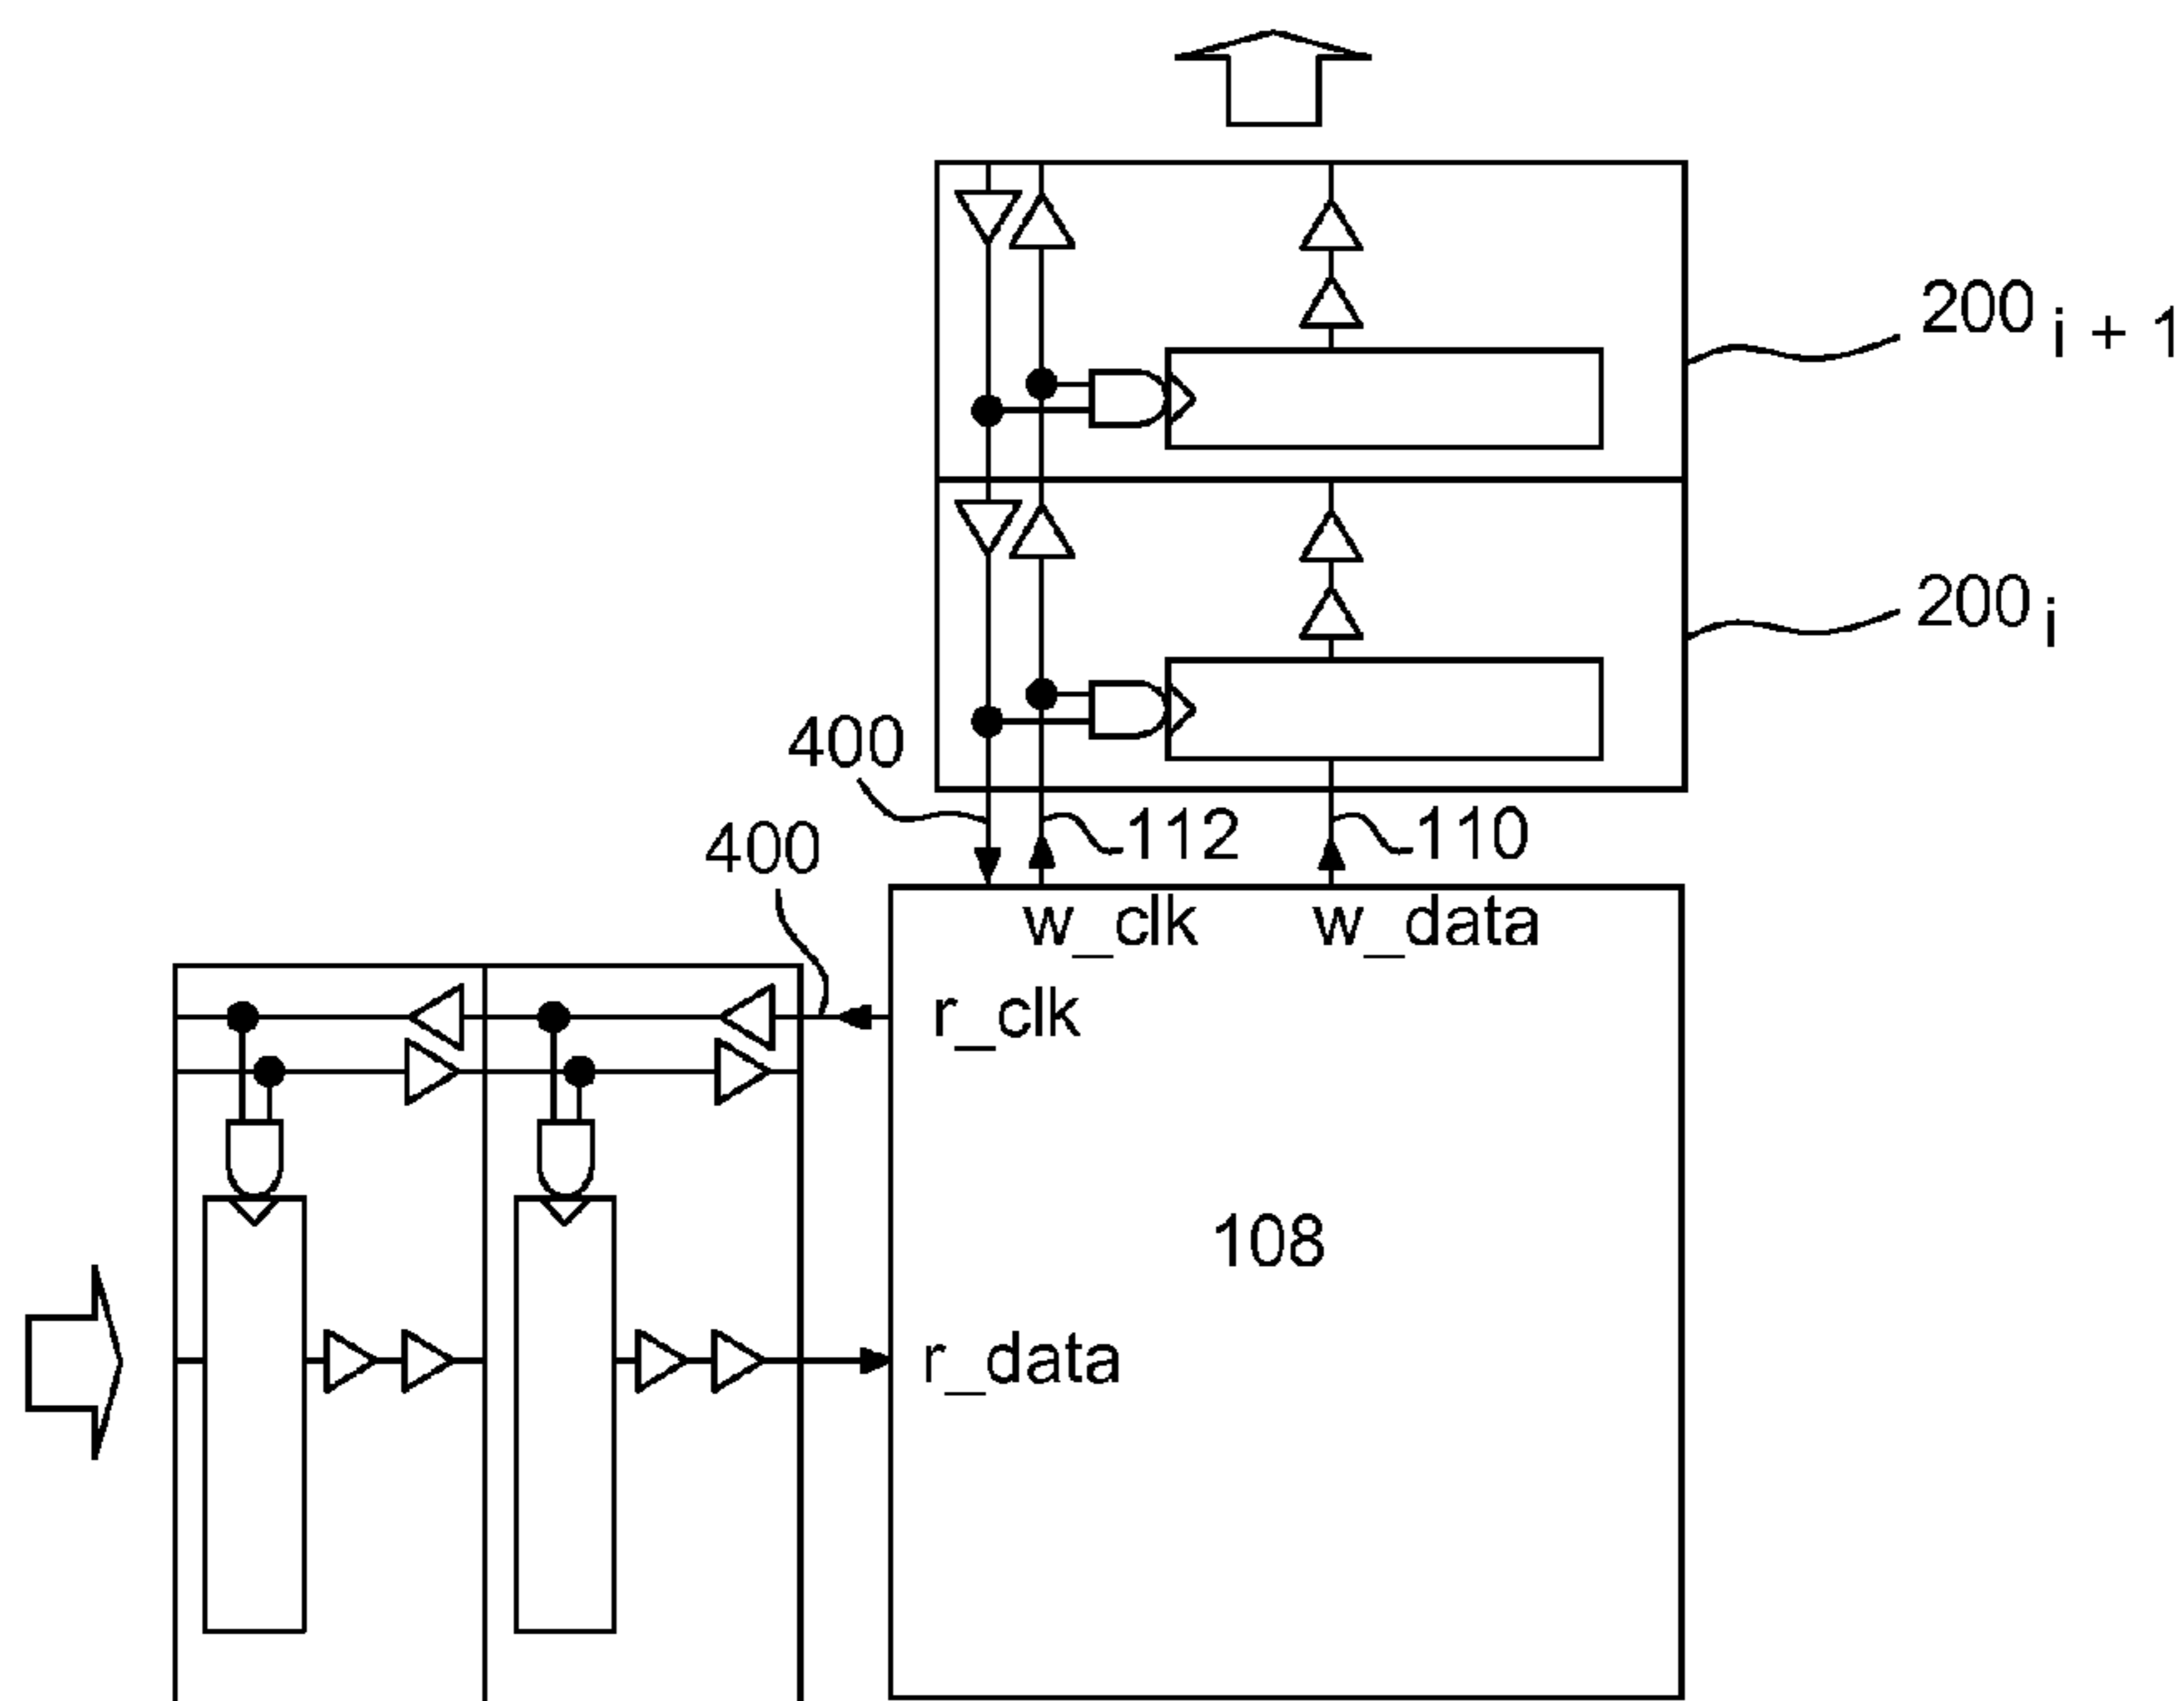 200 i + 1
200 i
400
400
112
110
w_clk
w_data
r_clk
108
r_data